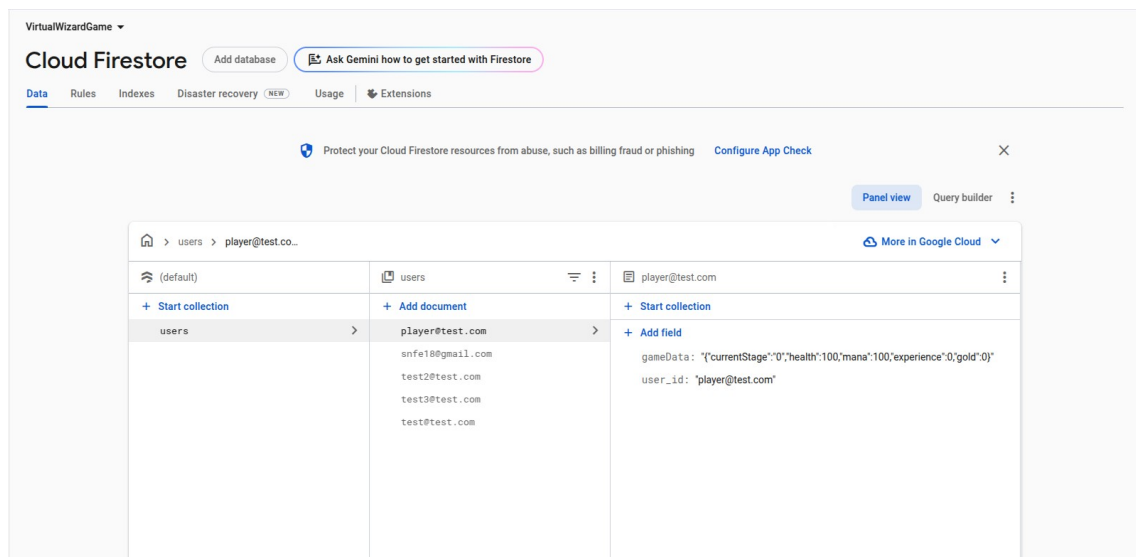 VirtualWizardGame
Cloud Firestore Add database Ask Gemini how to get started with Firestore
Data Rules Indexes Disaster recovery NEW Usage Extensions
Protect your Cloud Firestore resources from abuse, such as billing fraud or phishing Configure App Check
Panel view Query builder
users > player@test.co... More in Google Cloud
(default) users player@test.com
+ Start collection + Add document + Start collection
users player@test.com + Add field
snfe18@gmail.com gameData: "{"currentStage":"0","health":100,"mana":100,"experience":0,"gold":0}"
test2@test.com user_id: "player@test.com"
test3@test.com
test@test.com